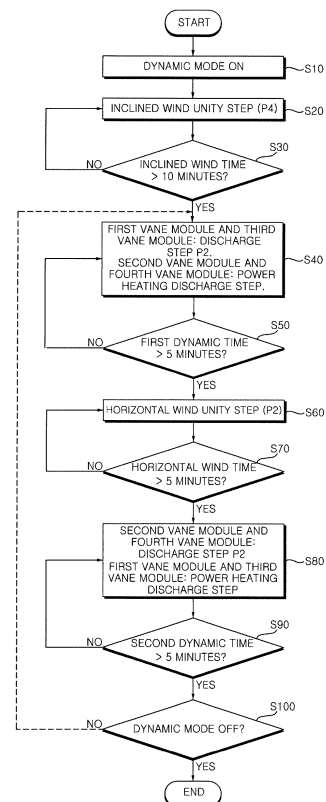 START
DYNAMIC MODE ON
S10
INCLINED WIND UNITY STEP (P4)
S20
INCLINED WIND TIME
> 10 MINUTES?
S30
NO
YES
FIRST VANE MODULE AND THIRD
VANE MODULE: DISCHARGE
STEP P2,
SECOND VANE MODULE AND
FOURTH VANE MODULE: POWER
HEATING DISCHARGE STEP.
S40
FIRST DYNAMIC TIME
> 5 MINUTES?
S50
NO
YES
HORIZONTAL WIND UNITY STEP (P2)
S60
HORIZONTAL WIND TIME
> 5 MINUTES?
S70
NO
YES
SECOND VANE MODULE AND
FOURTH VANE MODULE:
DISCHARGE STEP P2
FIRST VANE MODULE AND THIRD
VANE MODULE: POWER HEATING
DISCHARGE STEP
S80
SECOND DYNAMIC TIME
> 5 MINUTES?
S90
NO
YES
DYNAMIC MODE OFF?
S100
NO
YES
END